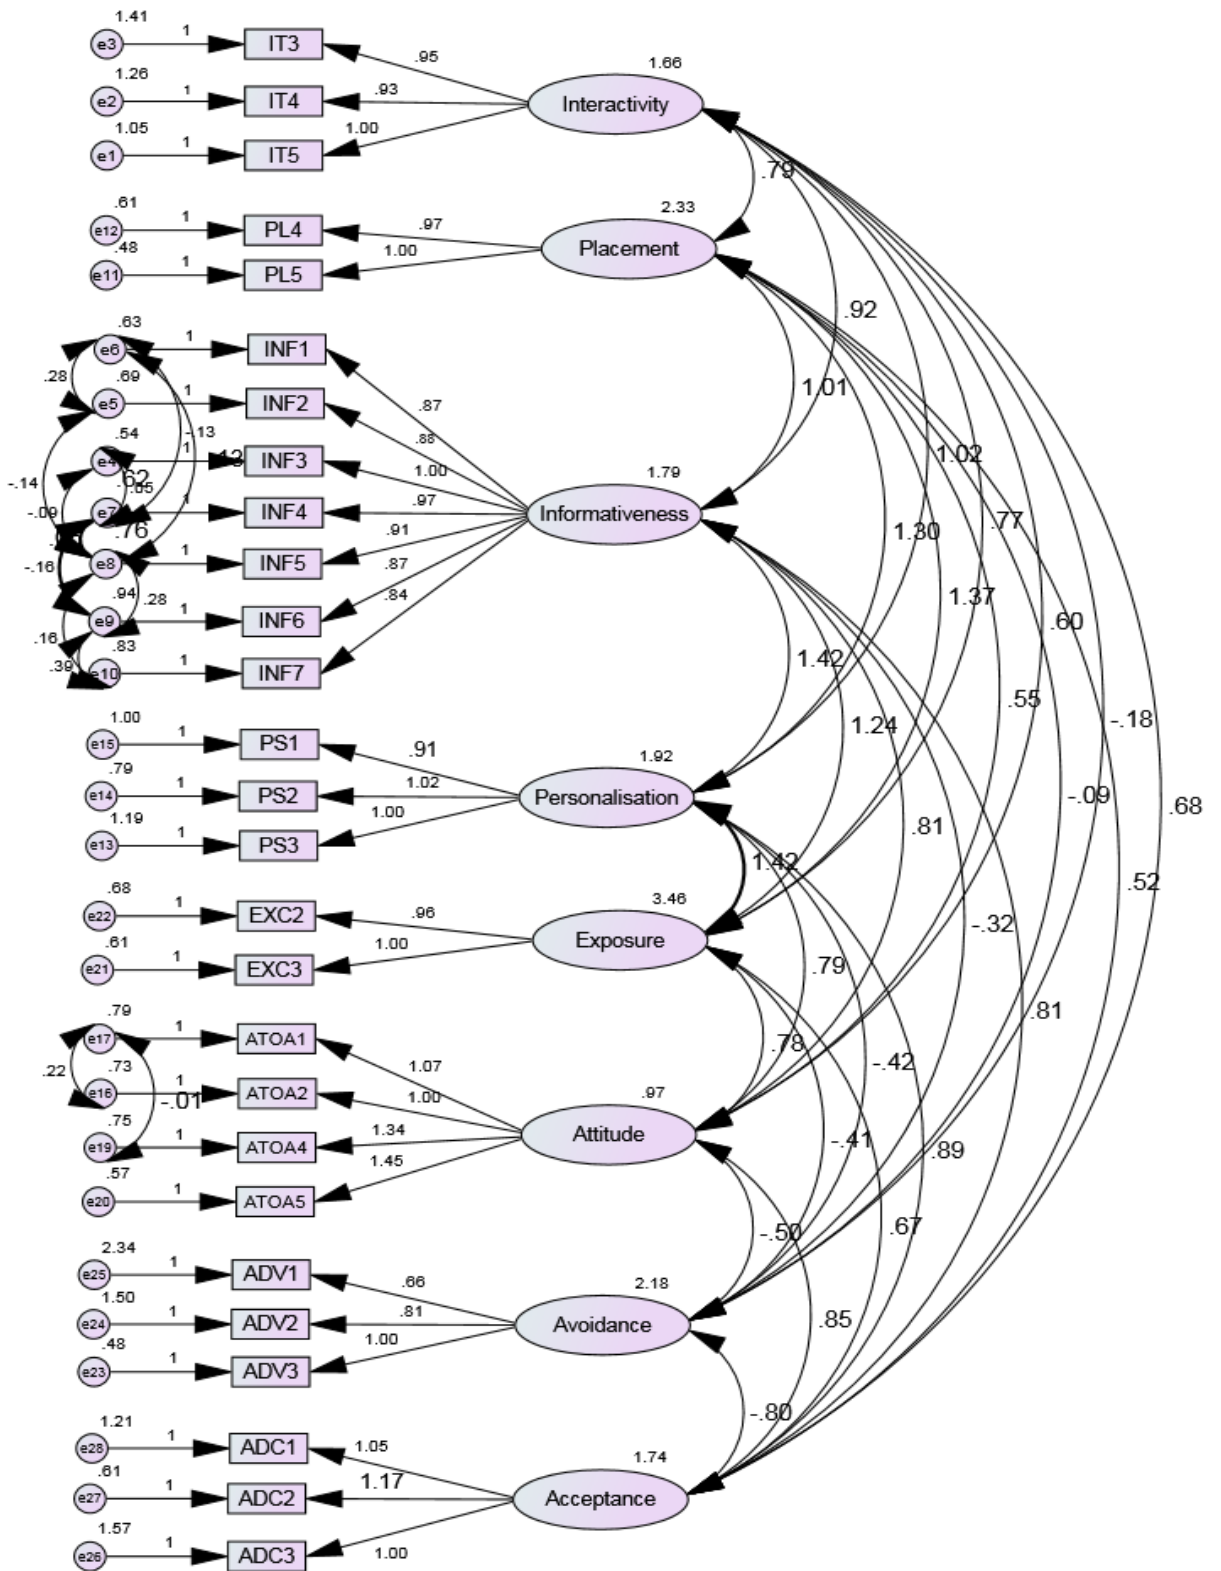 1.41
e3 1 IT3
.95
1.66
Interactivity
1.26
e2 1 IT4
.93
1.05
e1 1 IT5
1.00
.79
.61
e12 1 PL4
.97
2.33
Placement
.48
e11 1 PL5
1.00
.92
.63
e6 1 INF1
.87
.28
.69
e5 1 INF2
.88
1.01
-.13
.54
e4 1 INF3
1.00
1.02
-.14
.62
.05
1.79
Informativeness
-.09
e7 1 INF4
.97
.77
.76
1.30
e8 INF5
.91
-.16
.94
.28
1.37
e9 1 INF6
.87
.60
.16
.83
.39
e10 1 INF7
.84
1.42
.55
-.18
1.24
1.00
e15 1 PS1
.91
1.92
Personalisation
.79
e14 1 PS2
1.02
-.09
.68
1.19
e13 1 PS3
1.00
.81
1.42
.52
.68
e22 1 EXC2
.96
3.46
Exposure
-.32
.61
e21 1 EXC3
1.00
.79
.81
.79
e17 1 ATOA1
1.07
.78
-.42
.22
.73
e16 1 ATOA2
1.00
.97
Attitude
-.01
.75
e19 1 ATOA4
1.34
-.41
.89
.57
e20 1 ATOA5
1.45
-.50
.67
2.34
e25 1 ADV1
.66
2.18
Avoidance
1.50
e24 1 ADV2
.81
.85
.48
e23 1 ADV3
1.00
-.80
1.21
e28 1 ADC1
1.05
1.74
Acceptance
.61
e27 1 ADC2
1.17
1.57
e26 1 ADC3
1.00